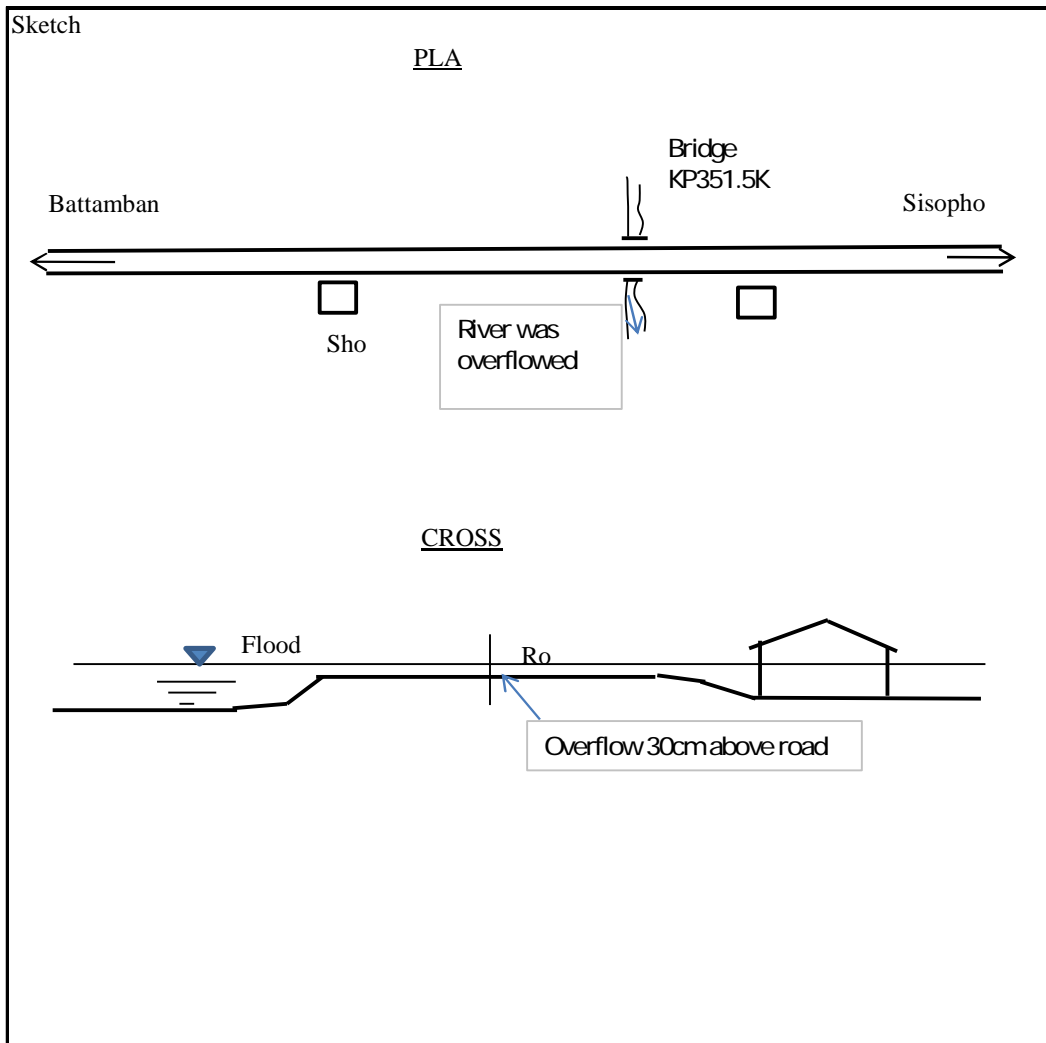 Sketch
PLA
Bridge
KP351.5K
Battamban
Sisopho
Sho
River was
overflowed
CROSS
Flood
Ro
Overflow 30cm above road